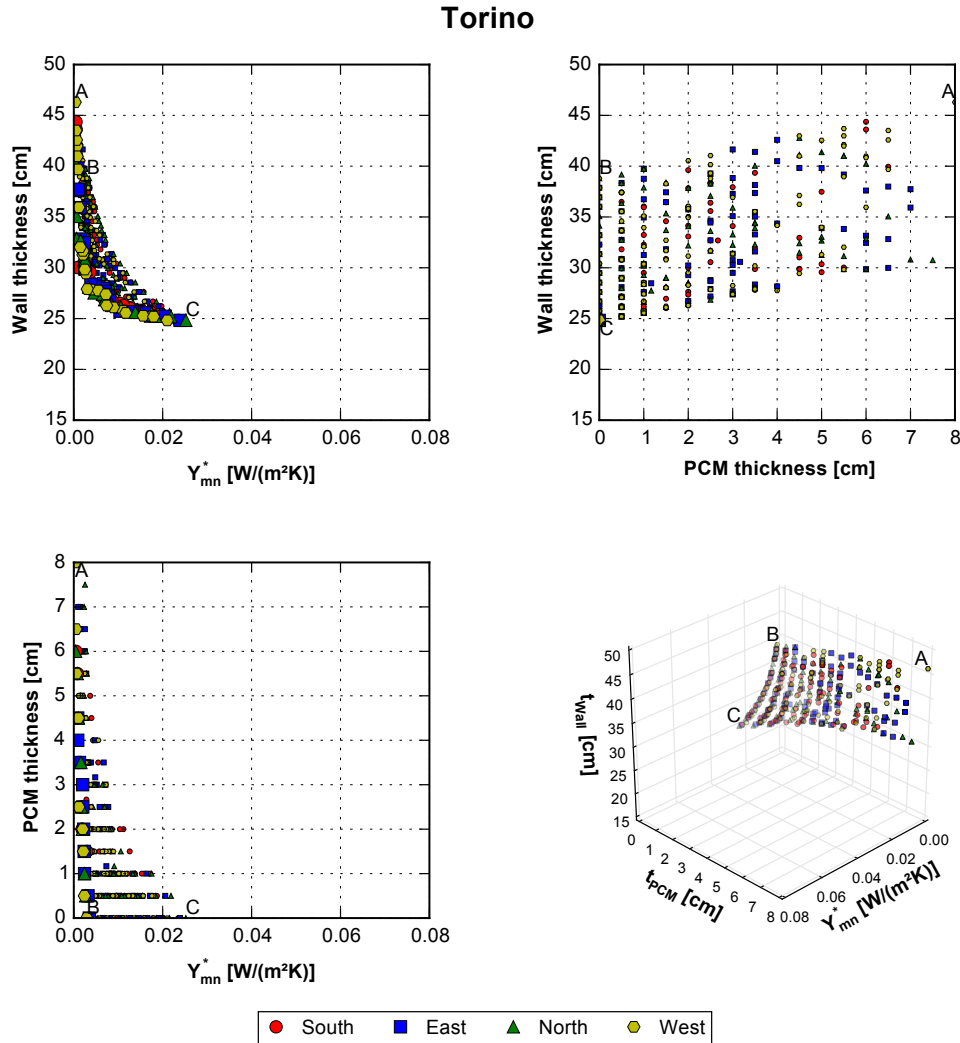 Torino
50
45
40
35
30
25
20
15
Wall thickness [cm]
A
B
C
0.00 0.02 0.04 0.06 0.08
Y*mn [W/(m²K)]
50
45
40
35
30
25
20
15
Wall thickness [cm]
A
B
C
0 1 2 3 4 5 6 7 8
PCM thickness [cm]
8
7
6
5
4
3
2
1
0
PCM thickness [cm]
A
B
C
0.00 0.02 0.04 0.06 0.08
Y*mn [W/(m²K)]
50
45
40
35
30
25
20
15
tWall [cm]
B
A
C
0 1 2 3 4 5 6 7 8
tPCM [cm]
0.08 0.06 0.04 0.02 0.00
Y*mn [W/(m²K)]
South East North West